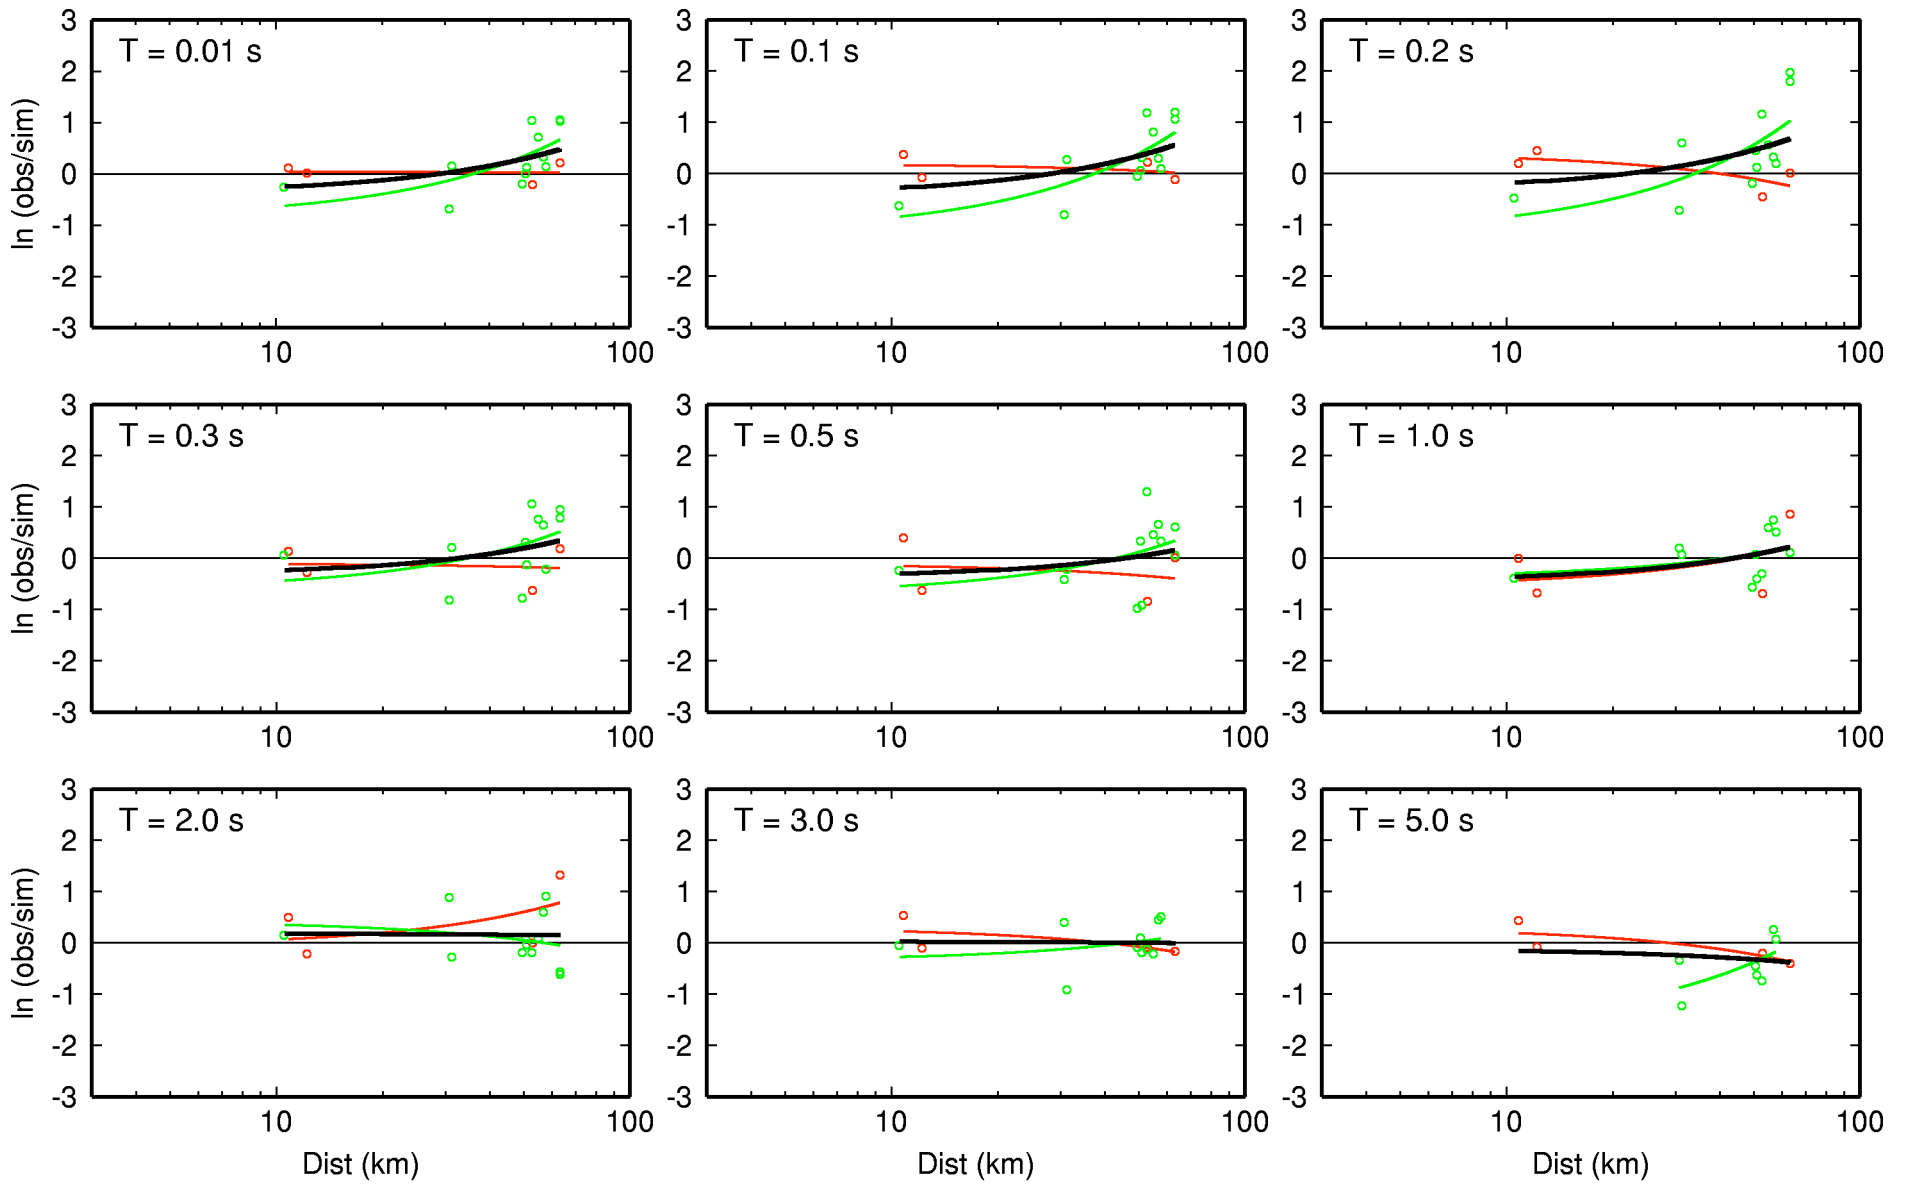 3 3 3
T = 0.01 s T = 0.1 s T = 0.2 s
2 2 2
1 1 1
ln (obs/sim)
0 0 0
-1 -1 -1
-2 -2 -2
-3 -3 -3
10 100 10 100 10 100
3 3 3
T = 0.3 s T = 0.5 s T = 1.0 s
2 2 2
1 1 1
ln (obs/sim)
0 0 0
-1 -1 -1
-2 -2 -2
-3 -3 -3
10 100 10 100 10 100
3 3 3
T = 2.0 s T = 3.0 s T = 5.0 s
2 2 2
1 1 1
ln (obs/sim)
0 0 0
-1 -1 -1
-2 -2 -2
-3 -3 -3
10 100 10 100 10 100
Dist (km) Dist (km) Dist (km)